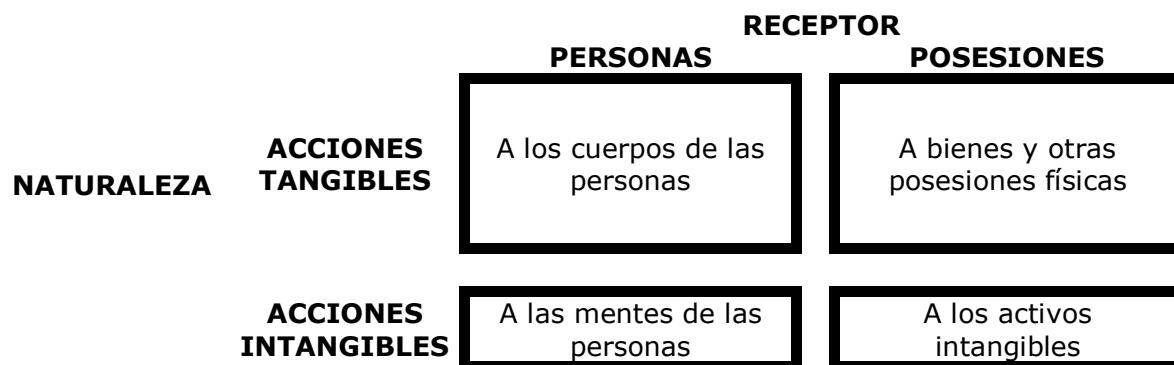 RECEPTOR
PERSONAS POSESIONES
NATURALEZA
ACCIONES
TANGIBLES
A los cuerpos de las
personas
A bienes y otras
posesiones físicas
ACCIONES
INTANGIBLES
A las mentes de las
personas
A los activos
intangibles